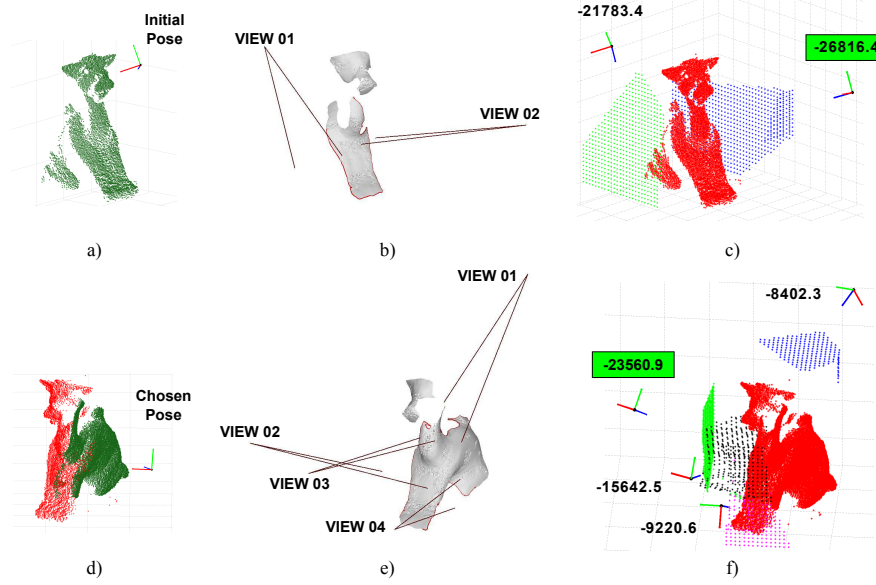 Initial
Pose
VIEW 01
VIEW 02
-21783.4
-26816.4
a)
b)
c)
Chosen
Pose
VIEW 01
VIEW 02
VIEW 03
VIEW 04
-8402.3
-23560.9
-15642.5
-9220.6
d)
e)
f)